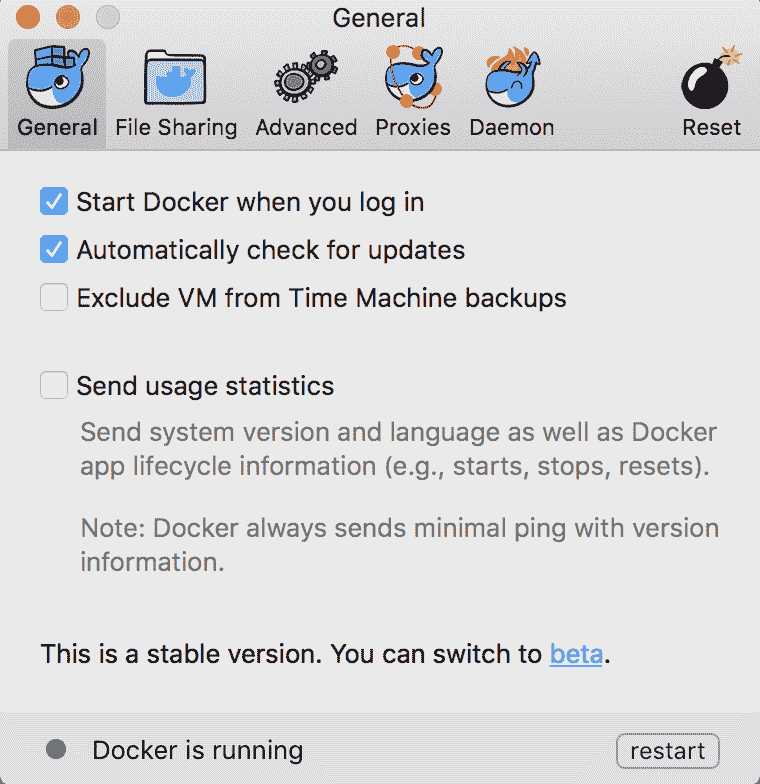 General
General File Sharing Advanced Proxies Daemon Reset
Start Docker when you log in
Automatically check for updates
Exclude VM from Time Machine backups
Send usage statistics
Send system version and language as well as Docker
app lifecycle information (e.g., starts, stops, resets).
Note: Docker always sends minimal ping with version
information.
This is a stable version. You can switch to beta.
Docker is running restart